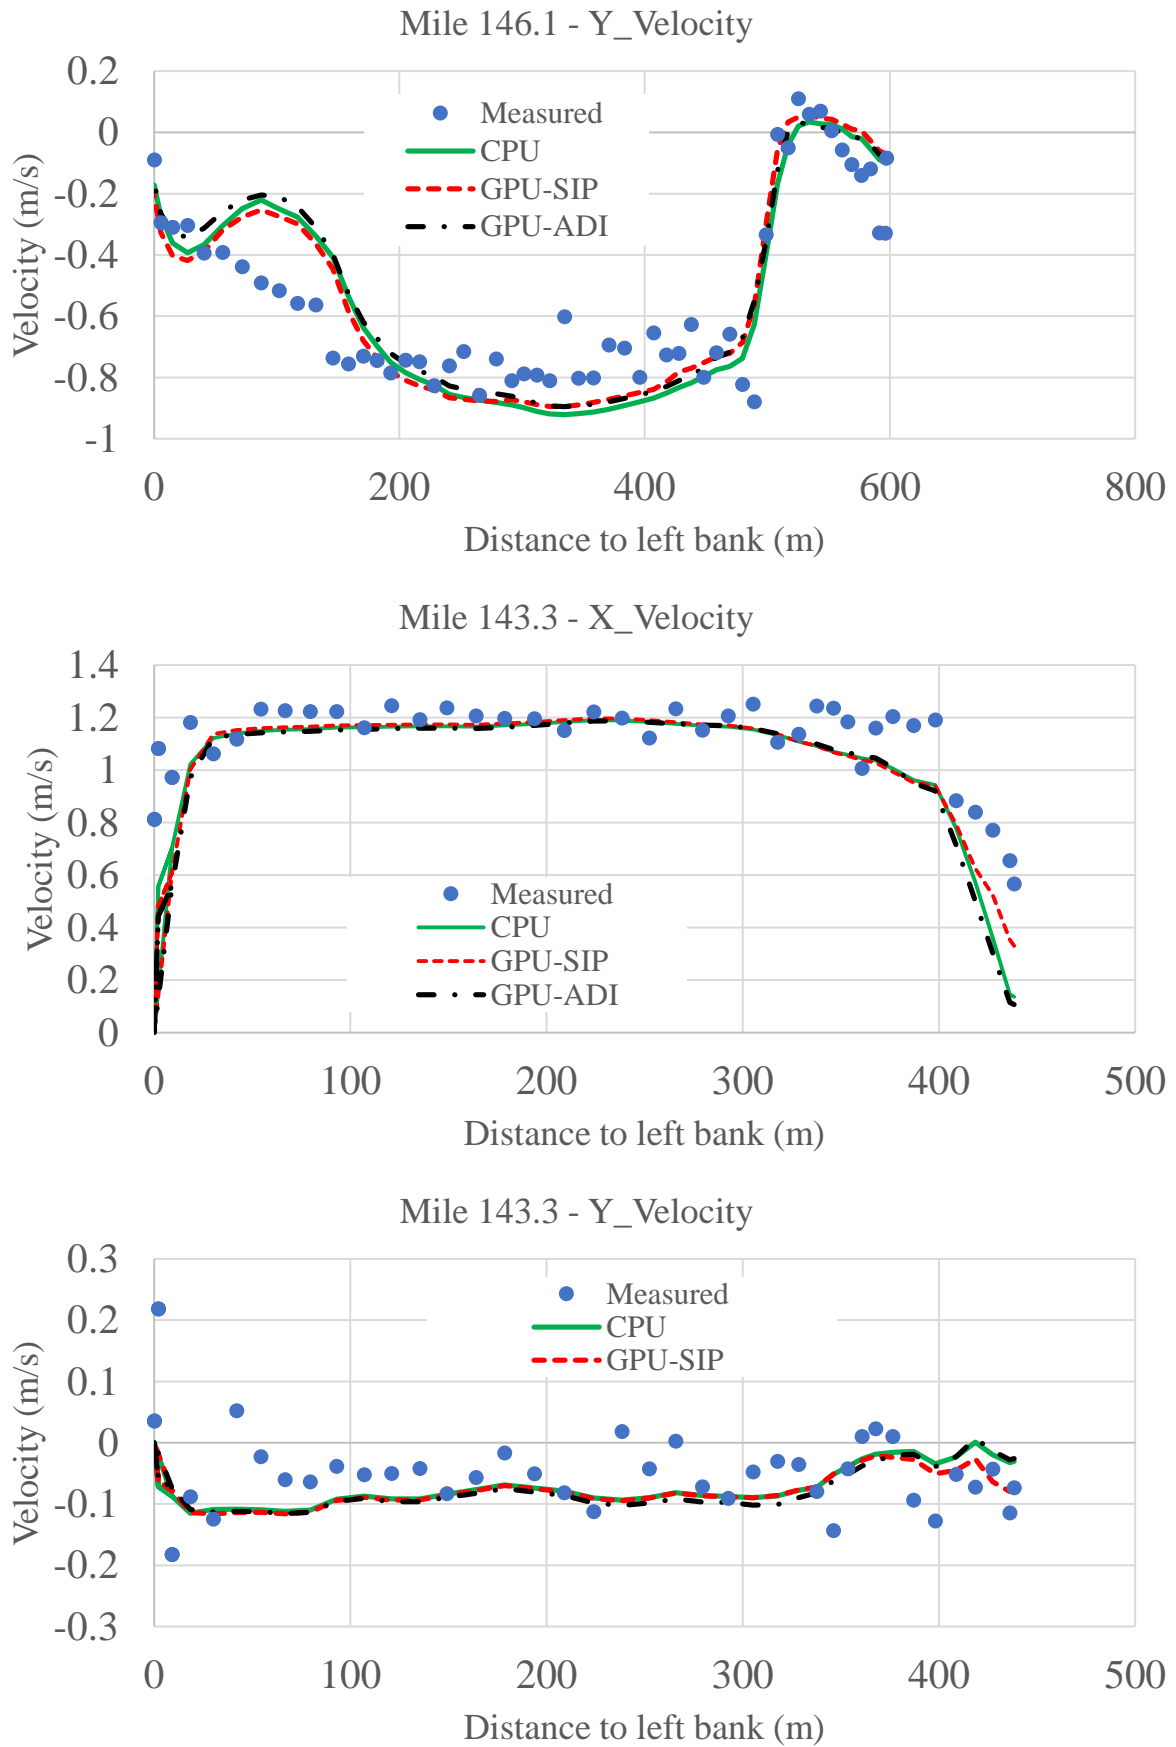 Mile 146.1 - Y_Velocity
0.2
0
-0.2
-0.4
-0.6
-0.8
-1
Velocity (m/s)
Measured
CPU
GPU-SIP
GPU-ADI
0 200 400 600 800
Distance to left bank (m)
Mile 143.3 - X_Velocity
1.4
1.2
1
0.8
0.6
0.4
0.2
0
Velocity (m/s)
Measured
CPU
GPU-SIP
GPU-ADI
0 100 200 300 400 500
Distance to left bank (m)
Mile 143.3 - Y_Velocity
0.3
0.2
0.1
0
-0.1
-0.2
-0.3
Velocity (m/s)
Measured
CPU
GPU-SIP
0 100 200 300 400 500
Distance to left bank (m)